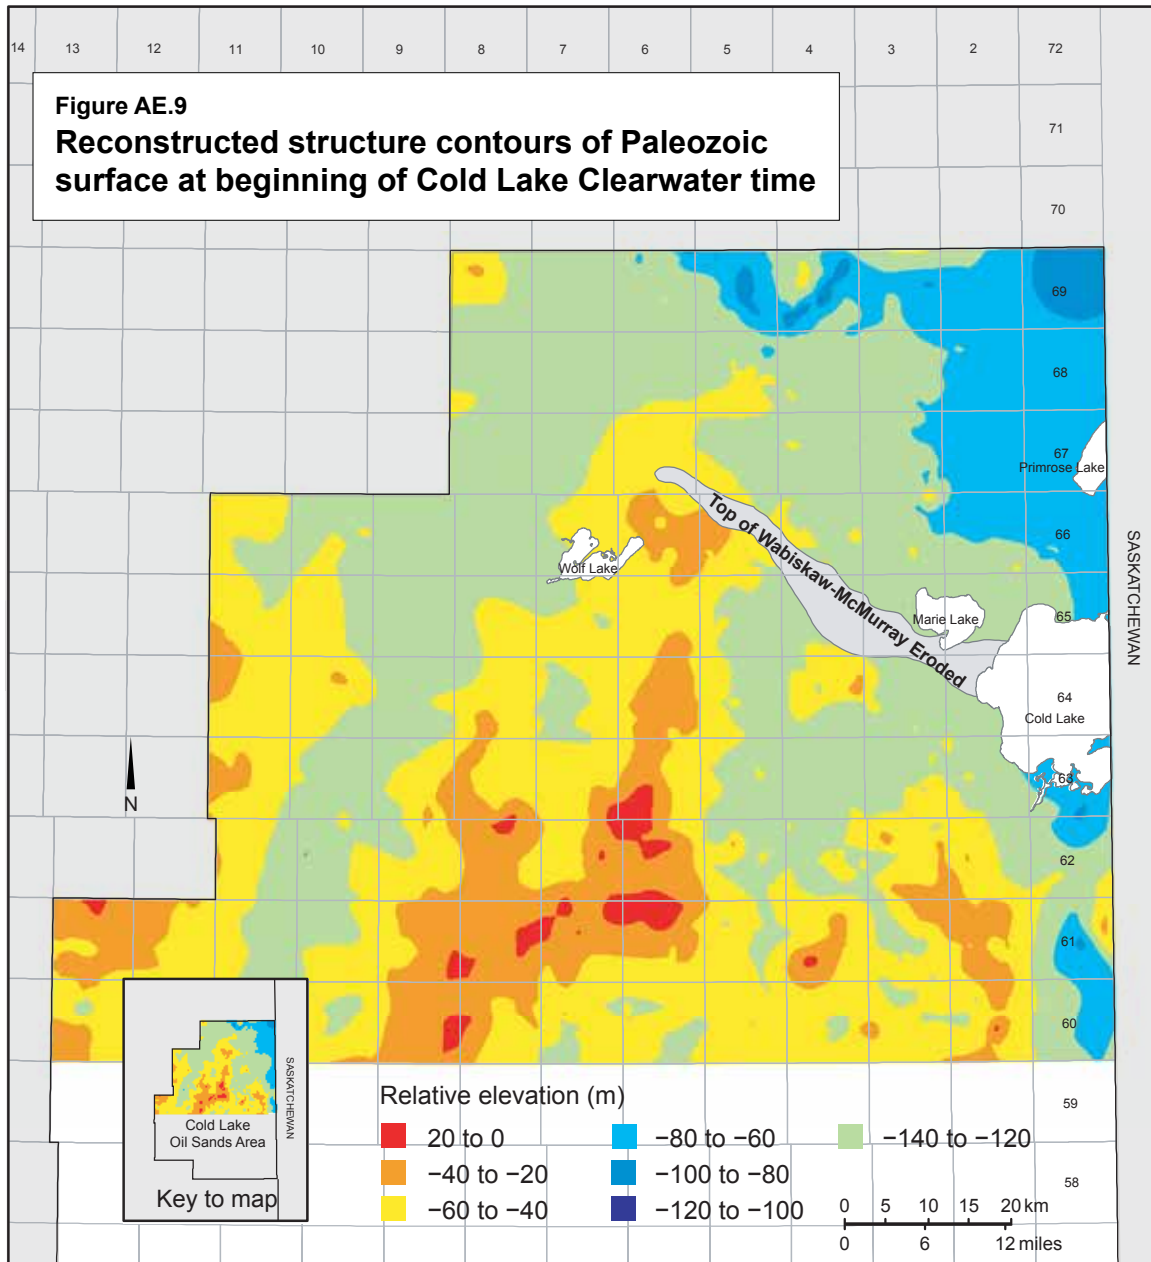 14 13 12 11 10 9 8 7 6 5 4 3 2 72
Figure AE.9
Reconstructed structure contours of Paleozoic
surface at beginning of Cold Lake Clearwater time
71
70
69
68
67
Primrose Lake
66
Top of Wabiskaw-McMurray Eroded
Wolf Lake
SASKATCHEWAN
65
Marie Lake
64
Cold Lake
63
N
62
61
60
SASKATCHEWAN
Cold Lake
Oil Sands Area
Key to map
Relative elevation (m)
20 to 0
−40 to −20
−60 to −40
−80 to −60
−100 to −80
−120 to −100
−140 to −120
59
58
0 5 10 15 20 km
0 6 12 miles